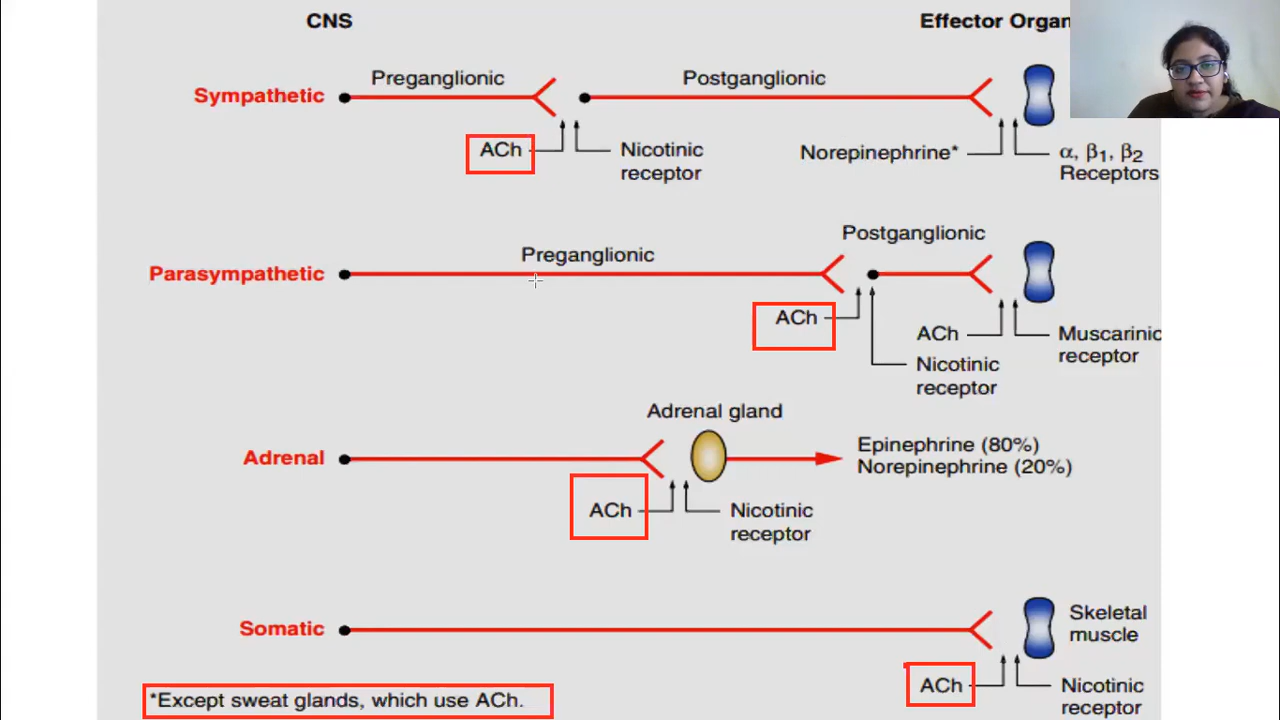 CNS
Effector Organ
Preganglionic
Postganglionic
Sympathetic
ACh
Nicotinic
receptor
Norepinephrine*
α, β1, β2
Receptors
Postganglionic
Preganglionic
Parasympathetic
ACh
ACh
Muscarinic
receptor
Nicotinic
receptor
Adrenal gland
Adrenal
Epinephrine (80%)
Norepinephrine (20%)
ACh
Nicotinic
receptor
Somatic
Skeletal
muscle
ACh
Nicotinic
receptor
*Except sweat glands, which use ACh.